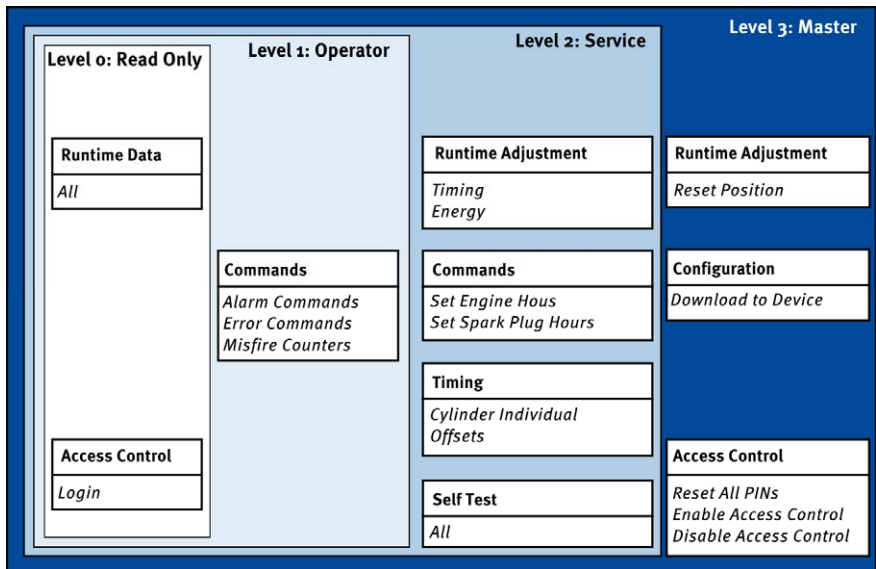 Level 0: Read Only
Level 1: Operator
Level 2: Service
Level 3: Master
Runtime Data
All
Access Control
Login
Commands
Alarm Commands
Error Commands
Misfire Counters
Runtime Adjustment
Timing
Energy
Commands
Set Engine Hous
Set Spark Plug Hours
Timing
Cylinder Individual
Offsets
Self Test
All
Runtime Adjustment
Reset Position
Configuration
Download to Device
Access Control
Reset All PINs
Enable Access Control
Disable Access Control